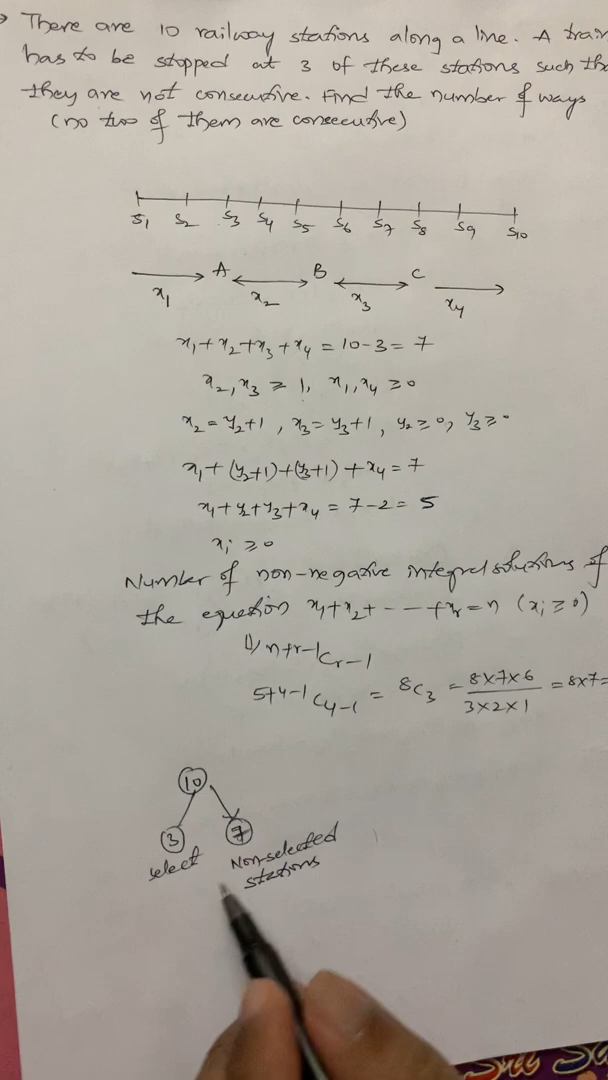 There are 10 railway stations along a line. A train
has to be stopped at 3 of these stations such tha
they are not consecutive. Find the number of ways
(no two of them are consecutive)
S1 S2 S3 S4 S5 S6 S7 S8 S9 S10
A B C
x1 x2 x3 x4
x1+x2+x3+x4 = 10-3 = 7
x2,x3 ≥ 1, x1,x4 ≥0
x2 = y2+1, x3 = y3+1, y2≥0, y3≥0
x1+(y2+1)+(y3+1)+x4 = 7
x1+y2+y3+x4 = 7-2 = 5
xi ≥0
Number of non-negative integral solutions of
the equation x1+x2+---+xr=n (xi≥0)
is n+r-1Cr-1
5+4-1C4-1 = 8C3 = 8×7×6/3×2×1 = 8×7=
10
3 7
select Non-selected
stations